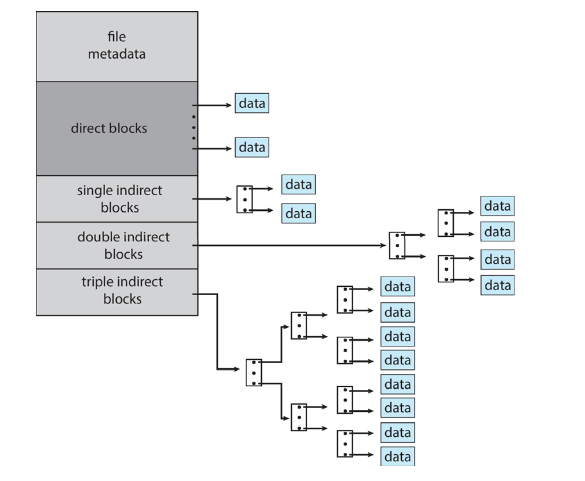 file
metadata
direct blocks
data
data
single indirect
blocks
data
data
double indirect
blocks
data
data
data
data
triple indirect
blocks
data
data
data
data
data
data
data
data